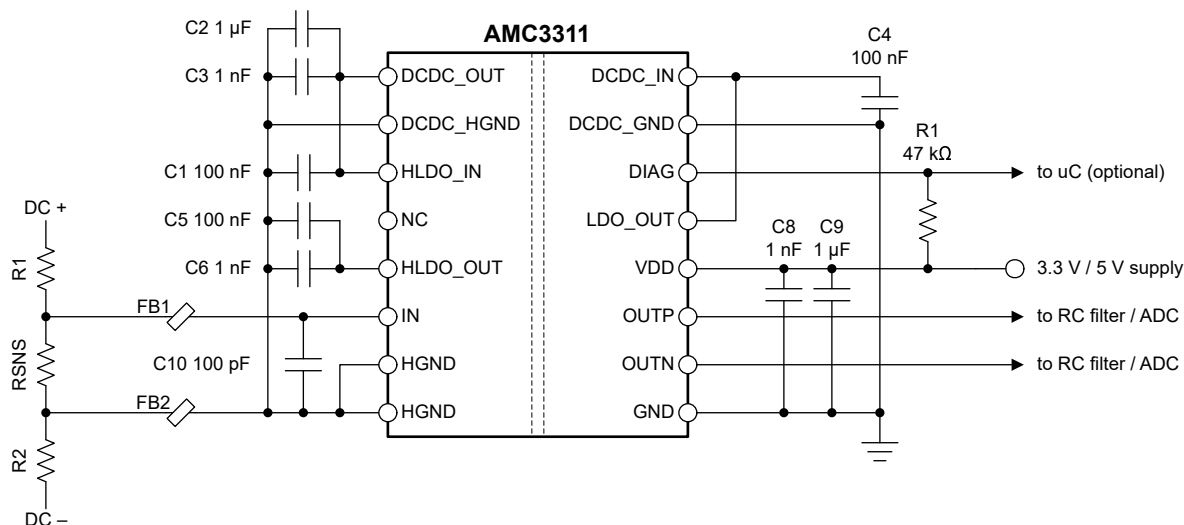 AMC3311
C2 1 µF
C3 1 nF
C1 100 nF
C5 100 nF
C6 1 nF
DC +
R1
FB1
RSNS
C10 100 pF
FB2
R2
DC –
DCDC_OUT
DCDC_HGND
HLDO_IN
NC
HLDO_OUT
IN
HGND
HGND
DCDC_IN
DCDC_GND
DIAG
LDO_OUT
VDD
OUTP
OUTN
GND
C4
100 nF
R1
47 kΩ
to uC (optional)
C8
1 nF
C9
1 µF
3.3 V / 5 V supply
to RC filter / ADC
to RC filter / ADC